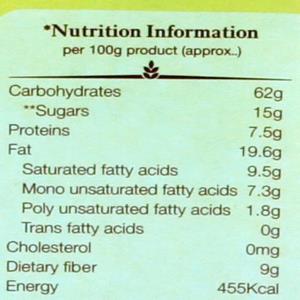 *Nutrition Information
per 100g product (approx..)
Carbohydrates 62g
**Sugars 15g
Proteins 7.5g
Fat 19.6g
Saturated fatty acids 9.5g
Mono unsaturated fatty acids 7.3g
Poly unsaturated fatty acids 1.8g
Trans fatty acids 0g
Cholesterol 0mg
Dietary fiber 9g
Energy 455Kcal